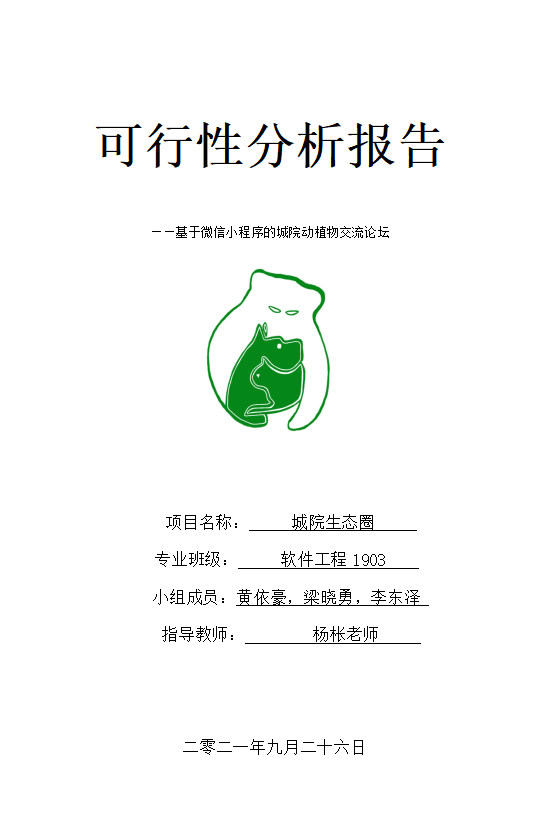 可行性分析报告
——基于微信小程序的城院动植物交流论坛
项目名称：城院生态圈
专业班级：软件工程 1903
小组成员：黄依豪，梁晓勇，李东泽
指导教师：杨枨老师
二零二一年九月二十六日